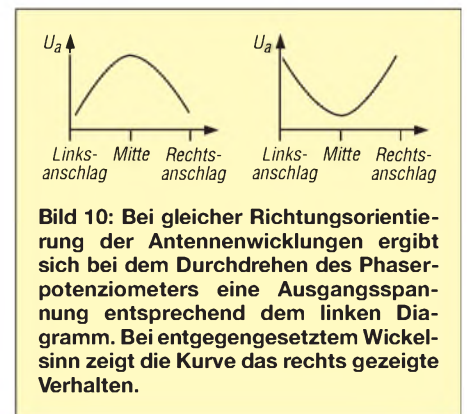 Ua Ua
Links- Mitte Rechts- Links- Mitte Rechts-
anschlag anschlag anschlag anschlag
Bild 10: Bei gleicher Richtungsorientie-
rung der Antennenwicklungen ergibt
sich bei dem Durchdrehen des Phaser-
potenziometers eine Ausgangsspan-
nung entsprechend dem linken Dia-
gramm. Bei entgegengesetztem Wickel-
sinn zeigt die Kurve das rechts gezeigte
Verhalten.